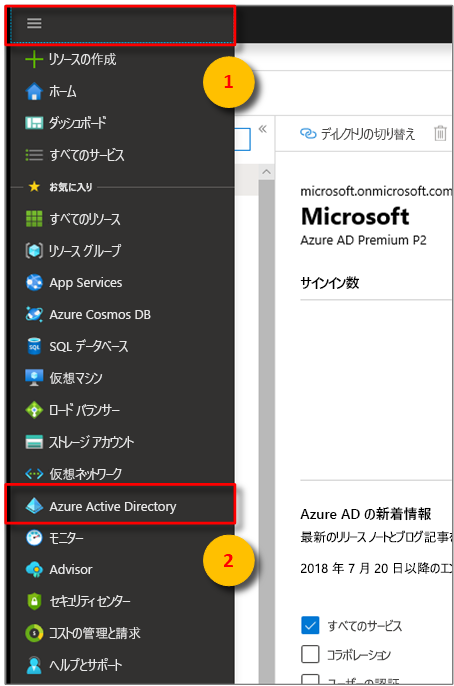 1
リソースの作成
ホーム
ダッシュボード
すべてのサービス
お気に入り
すべてのリソース
リソース グループ
App Services
Azure Cosmos DB
SQL データベース
仮想マシン
ロード バランサー
ストレージ アカウント
仮想ネットワーク
Azure Active Directory
2
モニター
Advisor
セキュリティ センター
コストの管理と請求
ヘルプとサポート
ディレクトリの切り替え
microsoft.onmicrosoft.com
Microsoft
Azure AD Premium P2
サインイン数
Azure AD の新着情報
最新のリリース ノートとブログ記事を
2018 年 7 月 20 日以降のエン
すべてのサービス
コラボレーション
ユーザーの認証